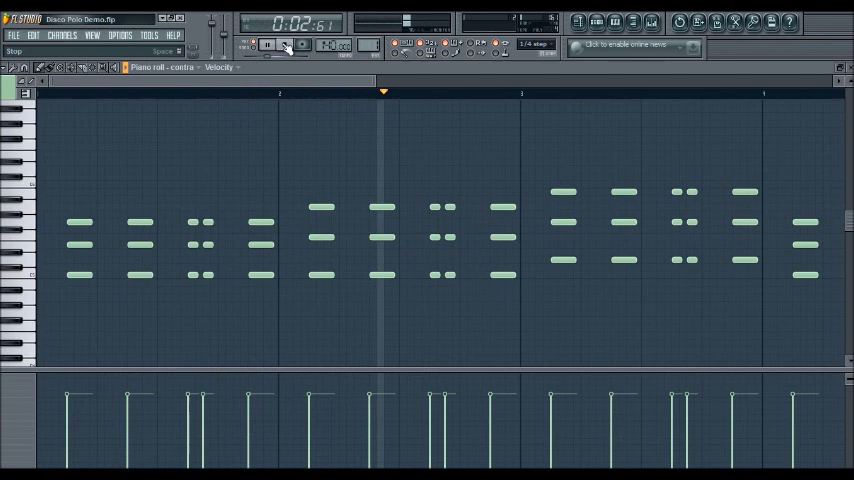 FL STUDIO Disco Polo Demo.flp
FILE EDIT CHANNELS VIEW OPTIONS TOOLS HELP
Stop Space
0:02:61
1/4 step
Click to enable online news
Piano roll - contra Velocity
2 3 4